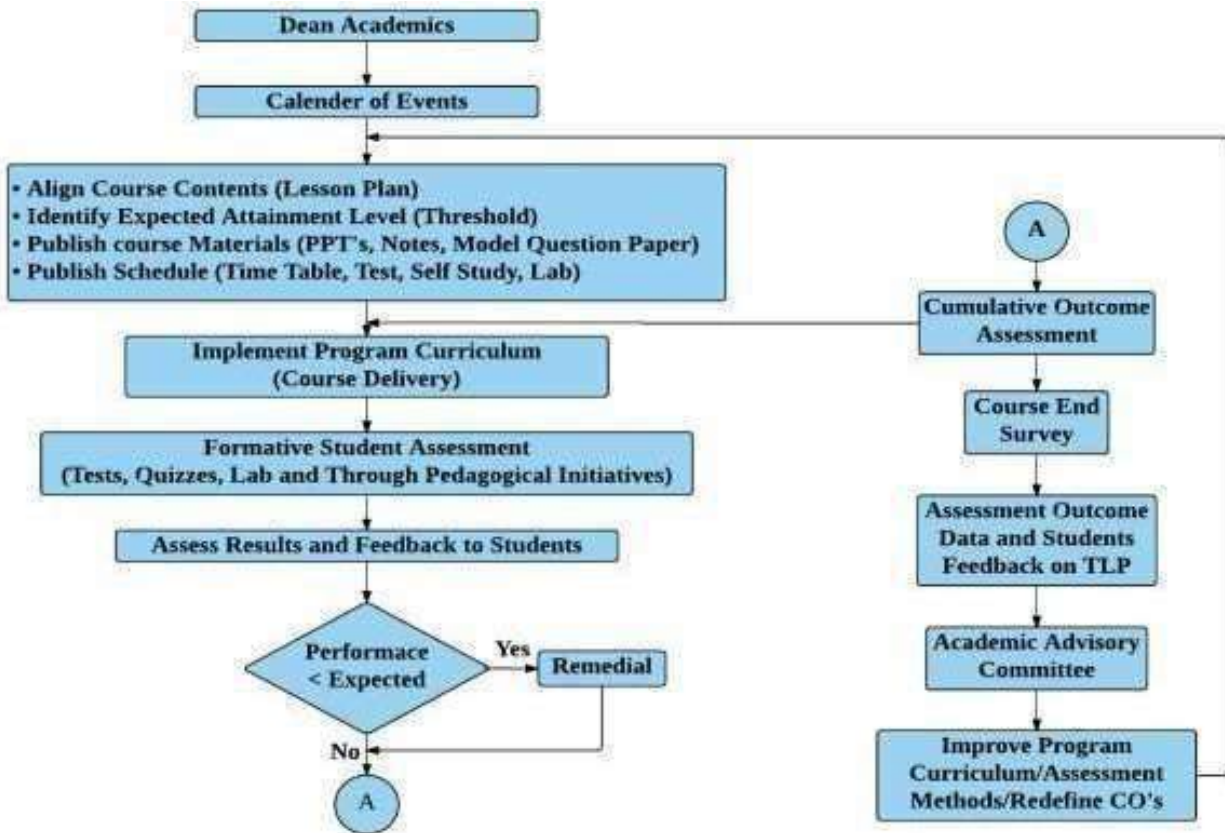 Dean Academics
Calender of Events
• Align Course Contents (Lesson Plan)
• Identify Expected Attainment Level (Threshold)
• Publish course Materials (PPT's, Notes, Model Question Paper)
• Publish Schedule (Time Table, Test, Self Study, Lab)
Implement Program Curriculum
(Course Delivery)
Formative Student Assessment
(Tests, Quizzes, Lab and Through Pedagogical Initiatives)
Assess Results and Feedback to Students
Performace
< Expected
Yes
Remedial
No
A
A
Cumulative Outcome
Assessment
Course End
Survey
Assessment Outcome
Data and Students
Feedback on TLP
Academic Advisory
Committee
Improve Program
Curriculum/Assessment
Methods/Redefine CO's